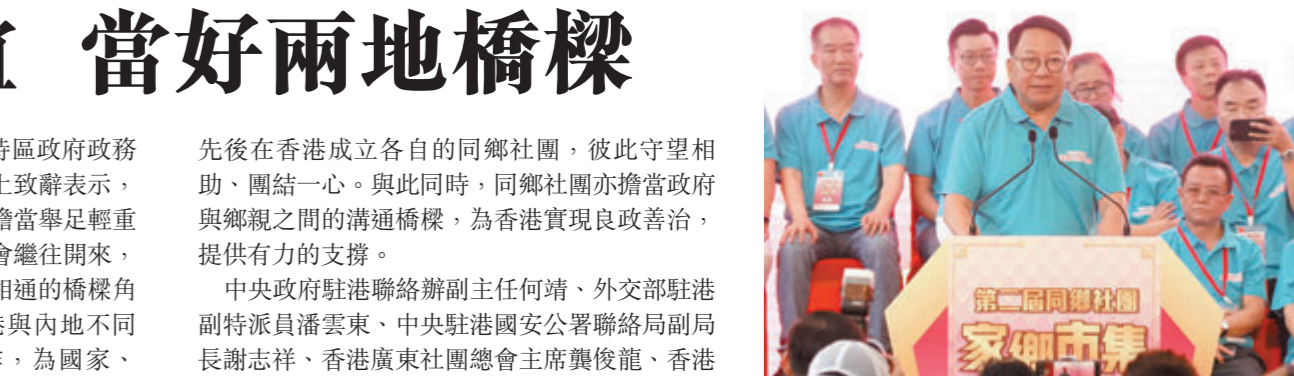 當好兩地橋樑
特區政府政務
上致辭表示，
擔當舉足輕重
會繼往開來，
相通的橋樑角
港與內地不同
，為國家、
先後在香港成立各自的同鄉社團，彼此守望相
助、團結一心。與此同時，同鄉社團亦擔當政府
與鄉親之間的溝通橋樑，為香港實現良政善治，
提供有力的支撐。
中央政府駐港聯絡辦副主任何靖、外交部駐港
副特派員潘雲東、中央駐港國安公署聯絡局副局
長謝志祥、香港廣東社團總會主席龔俊龍、香港
第二屆同鄉社團
家鄉市集